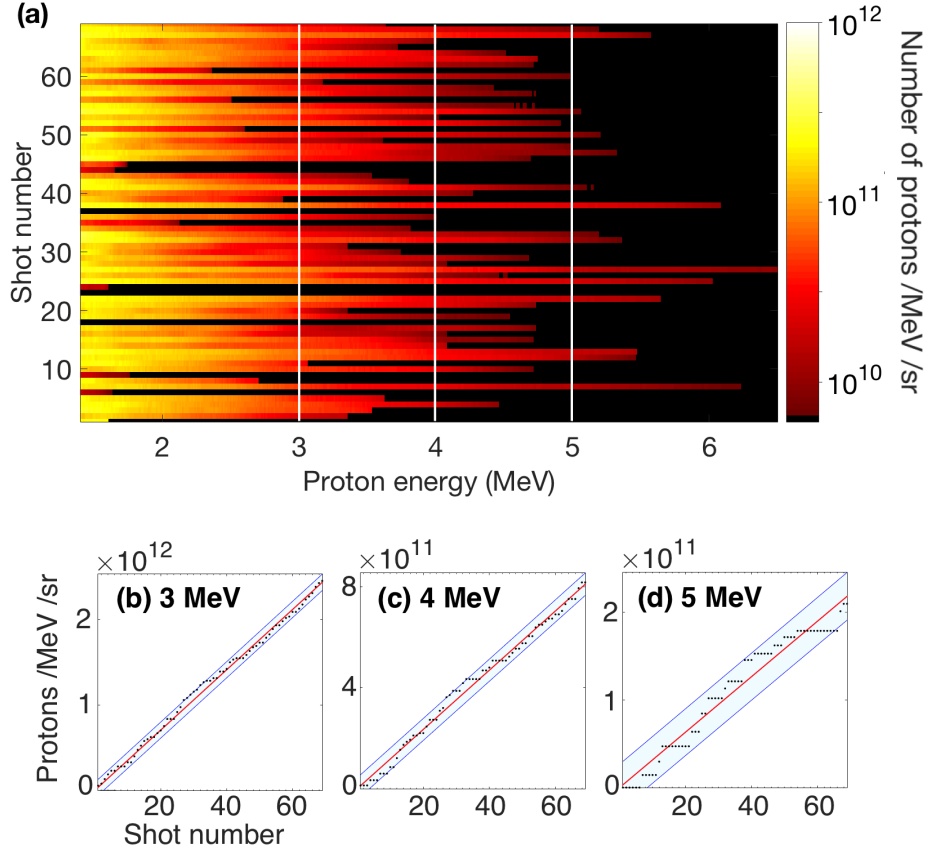 (a)
10^12
10^11
10^10
Number of protons /MeV /sr
60
50
40
30
20
10
Shot number
2 3 4 5 6
Proton energy (MeV)
×10^12
(b) 3 MeV
2
1
0
20 40 60
Protons /MeV /sr
Shot number
×10^11
(c) 4 MeV
8
4
0
20 40 60
×10^11
(d) 5 MeV
2
1
0
20 40 60